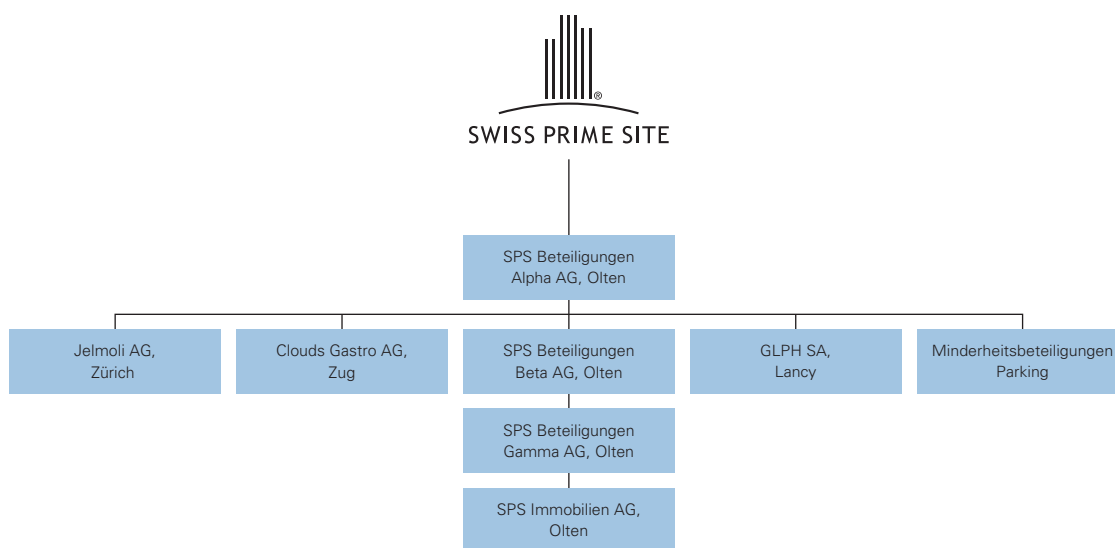 ®
SWISS PRIME SITE
SPS Beteiligungen
Alpha AG, Olten
Jelmoli AG,
Zürich
Clouds Gastro AG,
Zug
SPS Beteiligungen
Beta AG, Olten
GLPH SA,
Lancy
Minderheitsbeteiligungen
Parking
SPS Beteiligungen
Gamma AG, Olten
SPS Immobilien AG,
Olten